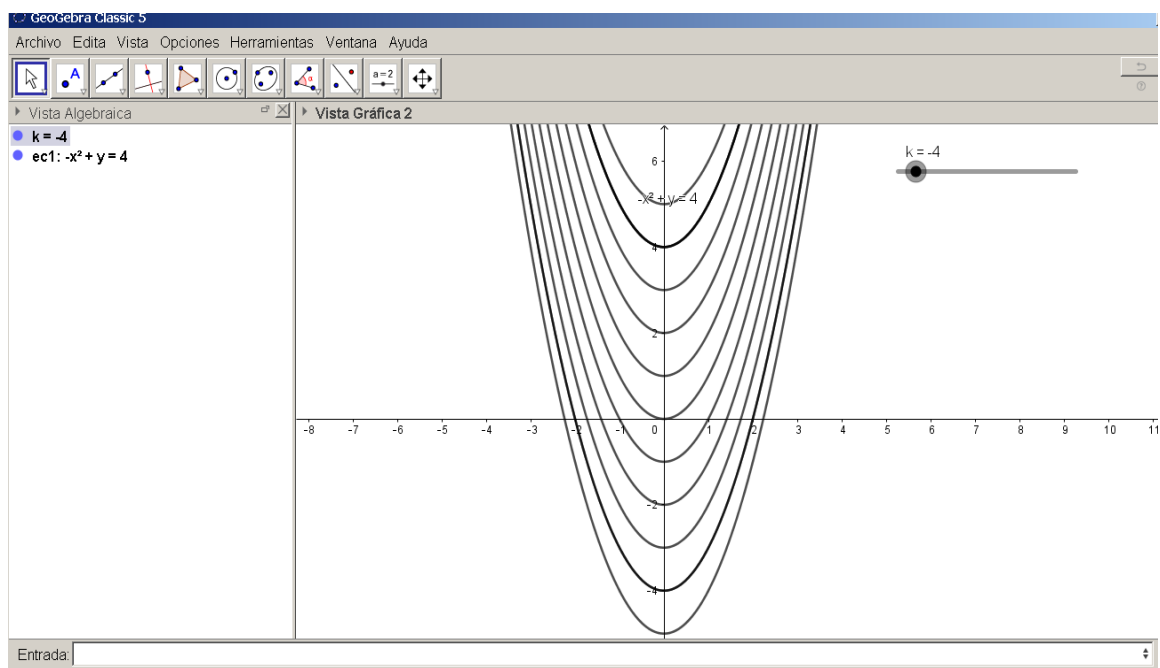 GeoGebra Classic 5
Archivo Edita Vista Opciones Herramientas Ventana Ayuda
A
α
a=2
Vista Algebraica
Vista Gráfica 2
k = -4
ec1: -x² + y = 4
k = -4
6
-x² + y = 4
4
2
-8 -7 -6 -5 -4 -3 -2 -1 0 1 2 3 4 5 6 7 8 9 10 11
-2
-4
Entrada: